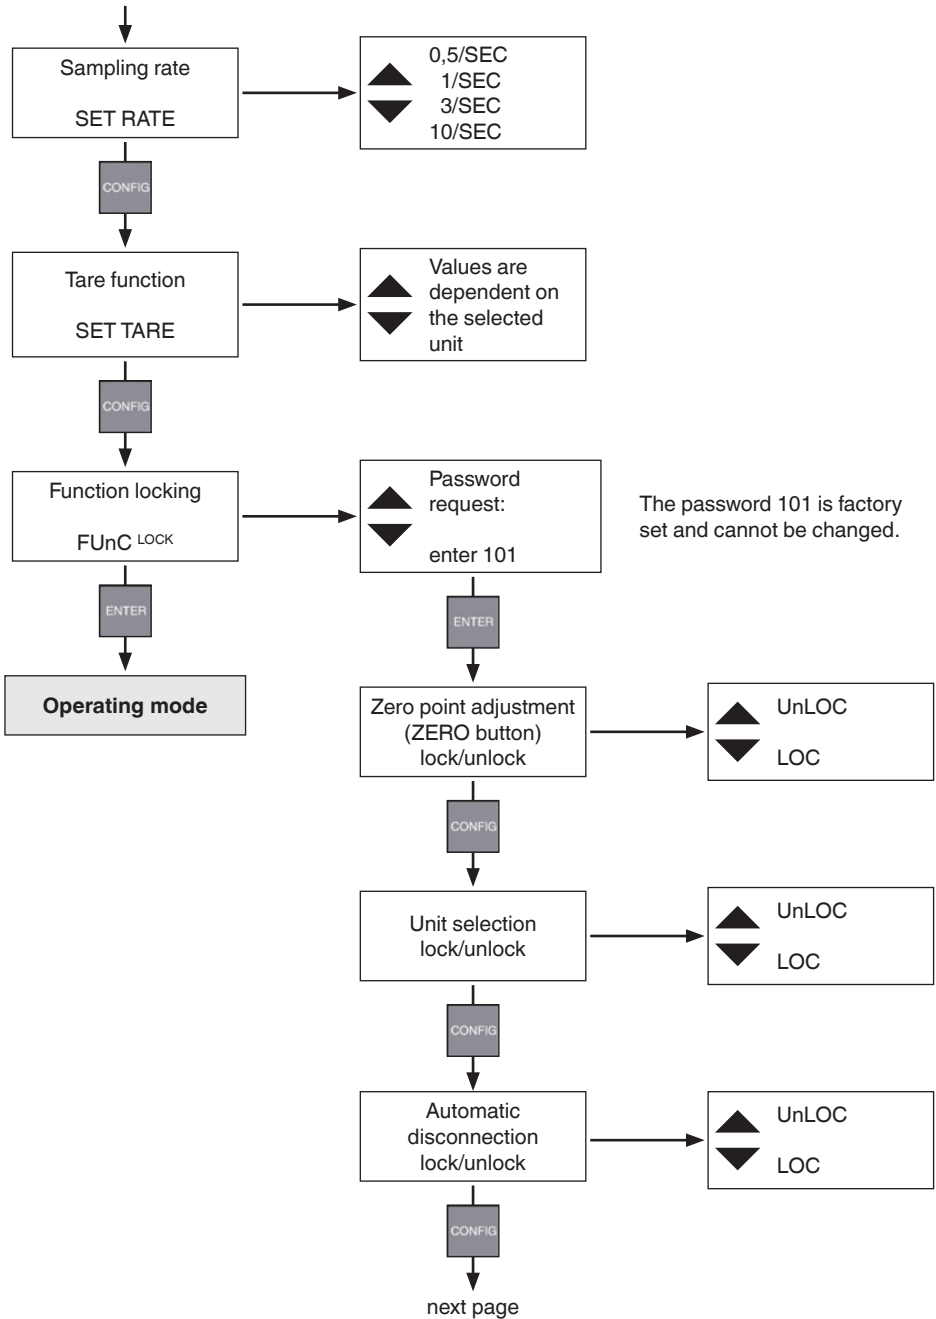 Sampling rate
SET RATE
0,5/SEC
1/SEC
3/SEC
10/SEC
CONFIG
Tare function
SET TARE
Values are
dependent on
the selected
unit
CONFIG
Function locking
FUnC LOCK
Password
request:
enter 101
The password 101 is factory
set and cannot be changed.
ENTER
Operating mode
ENTER
Zero point adjustment
(ZERO button)
lock/unlock
UnLOC
LOC
CONFIG
Unit selection
lock/unlock
UnLOC
LOC
CONFIG
Automatic
disconnection
lock/unlock
UnLOC
LOC
CONFIG
next page